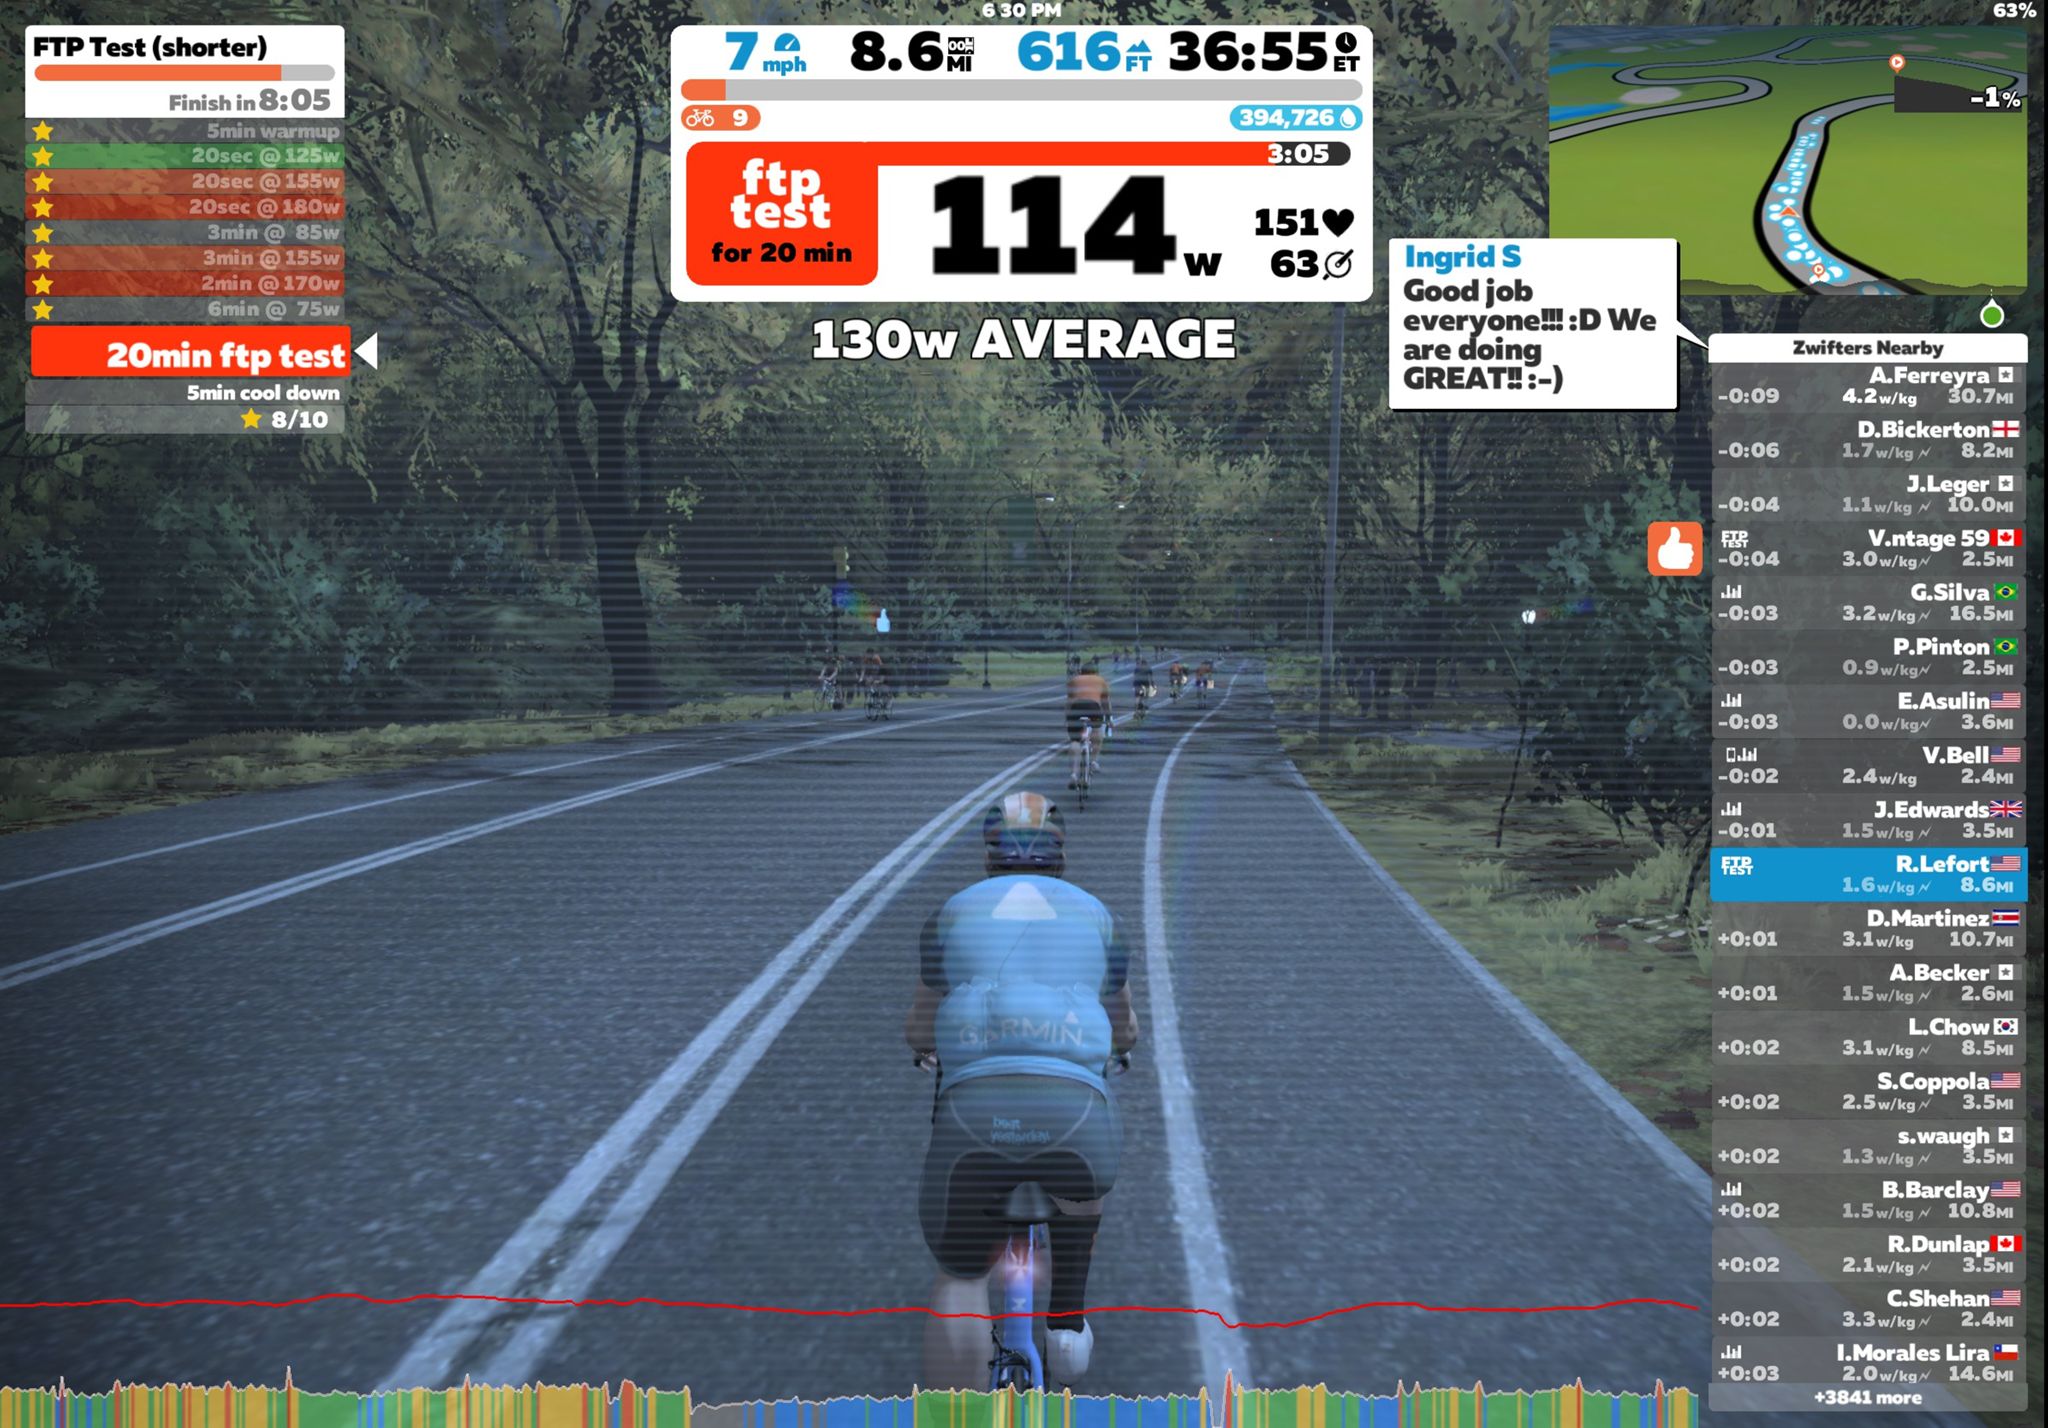 6 30 PM
63%
FTP Test (shorter)
Finish in 8:05
5min warmup
20sec @ 125w
20sec @ 155w
20sec @ 180w
3min @ 85w
3min @ 155w
2min @ 170w
6min @ 75w
20min ftp test
5min cool down
8/10
7 mph 8.6 MI 616 FT 36:55 ET
9
394,726
3:05
ftp
test
for 20 min
114 w
151
63
130w AVERAGE
-1%
Ingrid S
Good job
everyone!!! :D We
are doing
GREAT!! :-)
Zwifters Nearby
A.Ferreyra
-0:09 4.2w/kg 30.7MI
D.Bickerton
-0:06 1.7w/kg 8.2MI
J.Leger
-0:04 1.1w/kg 10.0MI
FTP TEST V.ntage 59
-0:04 3.0w/kg 2.5MI
G.Silva
-0:03 3.2w/kg 16.5MI
P.Pinton
-0:03 0.9w/kg 2.5MI
E.Asulin
-0:03 0.0w/kg 3.6MI
V.Bell
-0:02 2.4w/kg 2.4MI
J.Edwards
-0:01 1.5w/kg 3.5MI
FTP TEST R.Lefort
1.6w/kg 8.6MI
D.Martinez
+0:01 3.1w/kg 10.7MI
A.Becker
+0:01 1.5w/kg 2.6MI
L.Chow
+0:02 3.1w/kg 8.5MI
S.Coppola
+0:02 2.5w/kg 3.5MI
s.waugh
+0:02 1.3w/kg 3.5MI
B.Barclay
+0:02 1.5w/kg 10.8MI
R.Dunlap
+0:02 2.1w/kg 3.5MI
C.Shehan
+0:02 3.3w/kg 2.4MI
I.Morales Lira
+0:03 2.0w/kg 14.6MI
+3841 more
GARMIN
beat
yesterday